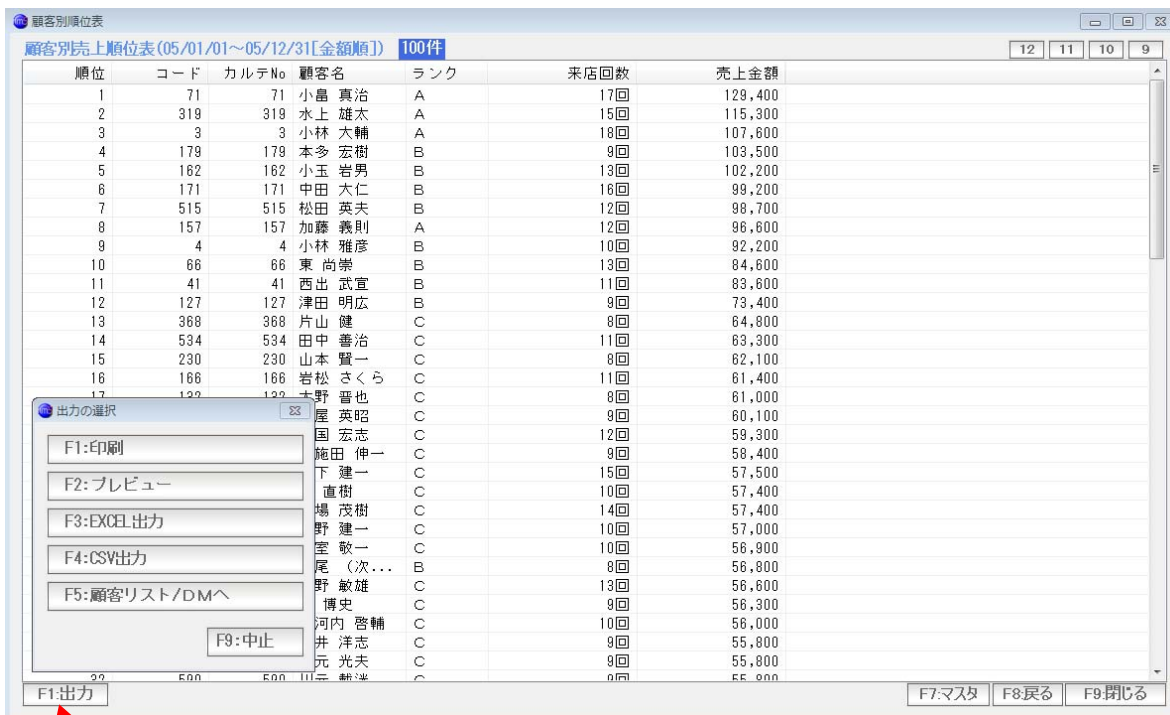 顧客別順位表
顧客別売上順位表(05/01/01～05/12/31[金額順]) 100件 12 11 10 9
順位 コード カルテNo 顧客名 ランク 来店回数 売上金額
1 71 71 小畠 真治 A 17回 129,400
2 319 319 水上 雄太 A 15回 115,300
3 3 3 小林 大輔 A 18回 107,600
4 179 179 本多 宏樹 B 9回 103,500
5 162 162 小玉 岩男 B 13回 102,200
6 171 171 中田 大仁 B 16回 99,200
7 515 515 松田 英夫 B 12回 98,700
8 157 157 加藤 義則 A 12回 96,600
9 4 4 小林 雅彦 B 10回 92,200
10 66 66 東 尚崇 B 13回 84,600
11 41 41 西出 武宣 B 11回 83,600
12 127 127 津田 明広 B 9回 73,400
13 368 368 片山 健 C 8回 64,800
14 534 534 田中 善治 C 11回 63,300
15 230 230 山本 賢一 C 8回 62,100
16 166 166 岩松 さくら C 11回 61,400
17 132 132 野 晋也 C 8回 61,000
出力の選択
屋 英昭 C 9回 60,100
国 宏志 C 12回 59,300
F1:印刷
施田 伸一 C 9回 58,400
下 建一 C 15回 57,500
F2:プレビュー
直樹 C 10回 57,400
場 茂樹 C 14回 57,400
F3:EXCEL出力
野 建一 C 10回 57,000
室 敬一 C 10回 56,900
F4:CSV出力
尾 (次... B 8回 56,800
野 敏雄 C 13回 56,600
F5:顧客リスト/DMへ
博史 C 9回 56,300
河内 啓輔 C 10回 56,000
F9:中止
井 洋志 C 9回 55,800
元 光夫 C 9回 55,800
F1:出力 F7:マスタ F8:戻る F9:閉じる